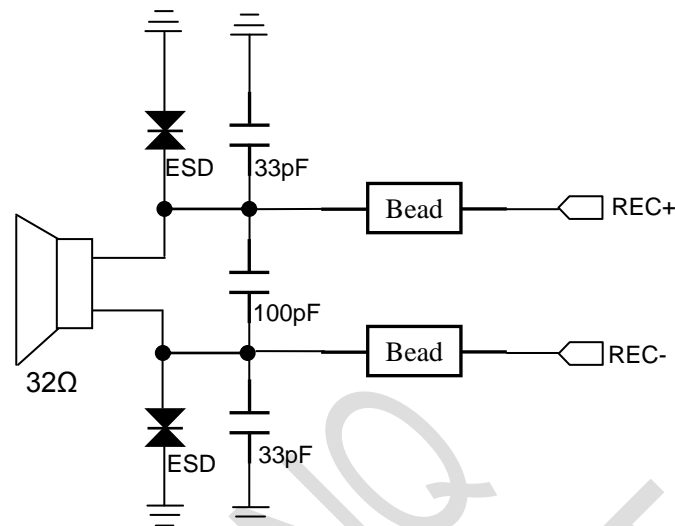 ESD
33pF
Bead
REC+
100pF
Bead
REC-
32Ω
ESD
33pF